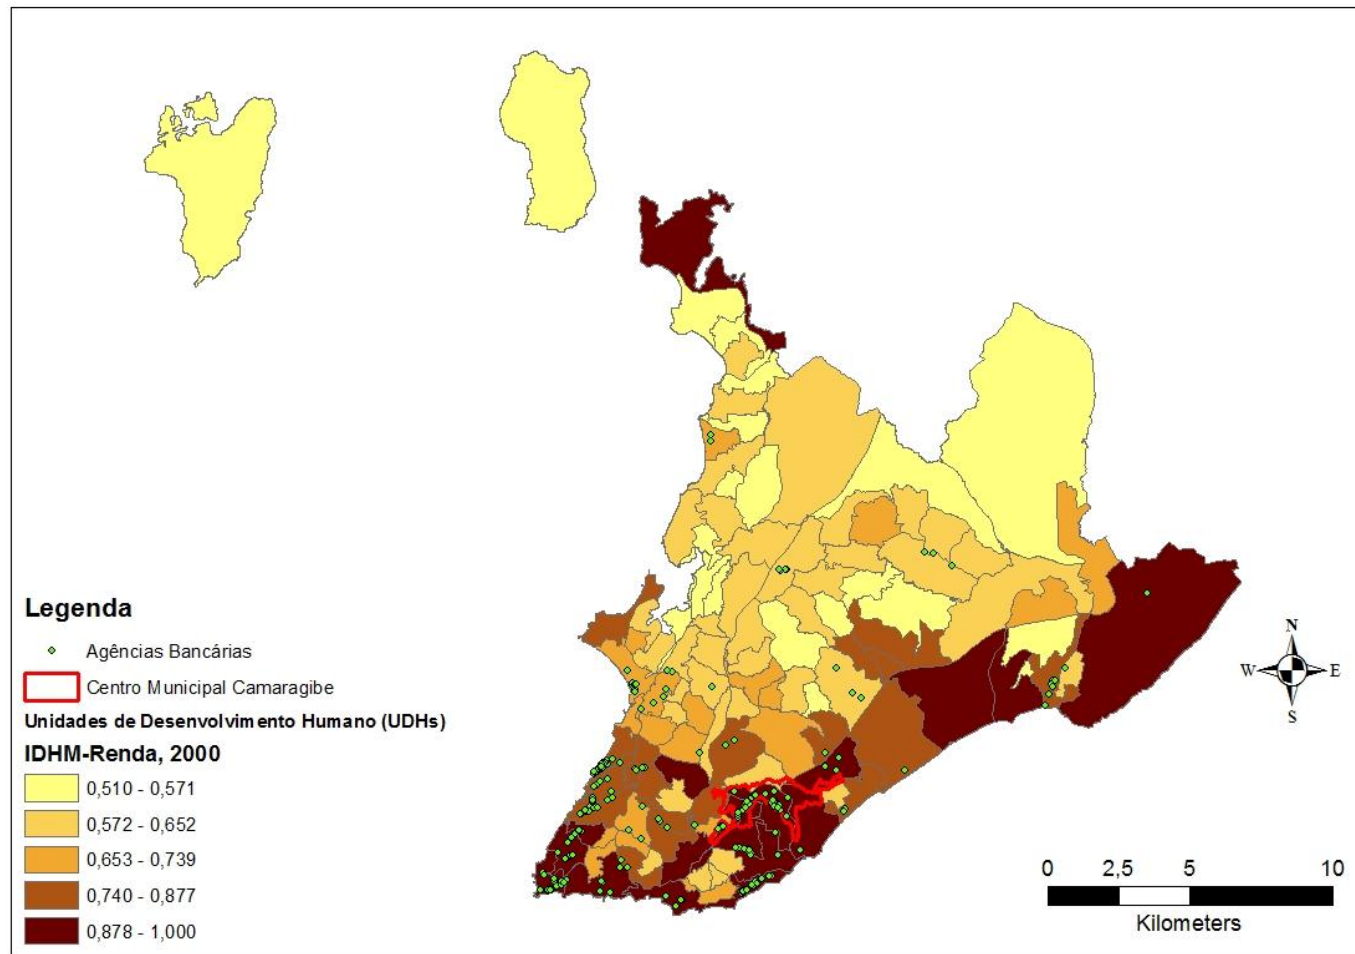 Legenda
Agências Bancárias
Centro Municipal Camaragibe
Unidades de Desenvolvimento Humano (UDHs)
IDHM-Renda, 2000
0,510 - 0,571
0,572 - 0,652
0,653 - 0,739
0,740 - 0,877
0,878 - 1,000
N
W E
S
0 2,5 5 10
Kilometers